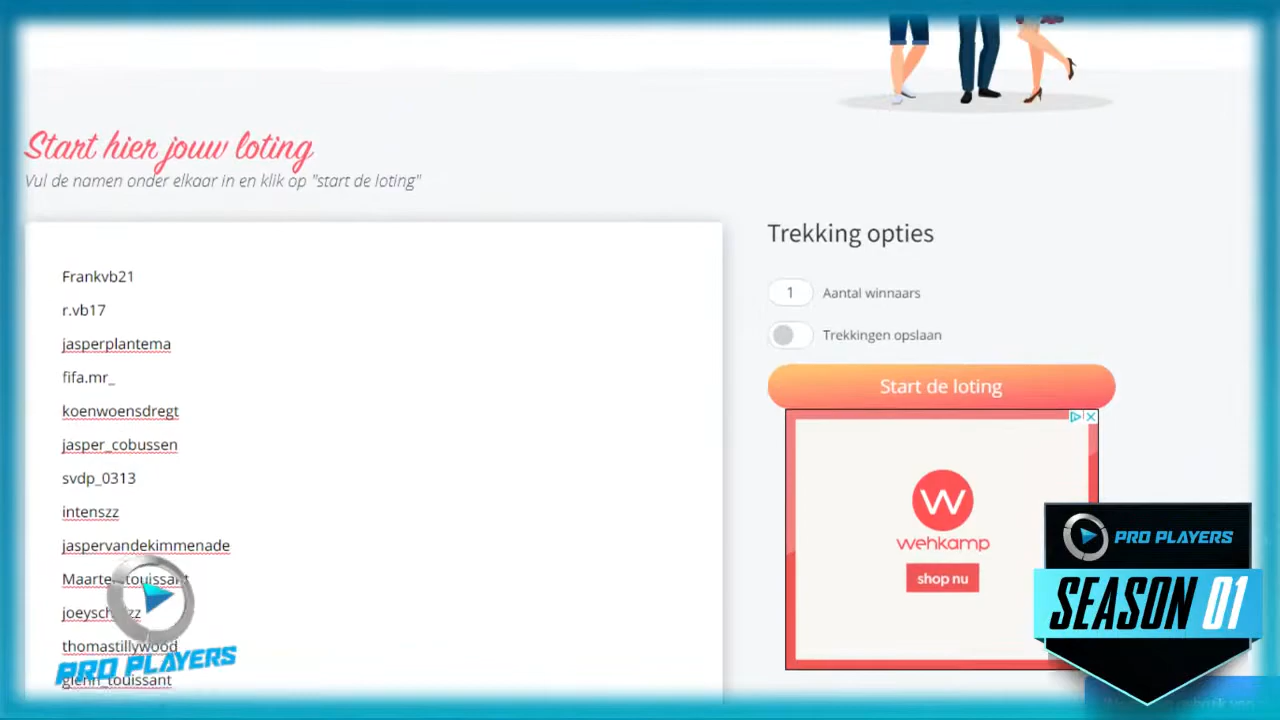 Start hier jouw loting
Vul de namen onder elkaar in en klik op "start de loting"
Frankvb21
r.vb17
jasperplantema
fifa.mr_
koenwoensdregt
jasper_cobussen
svdp_0313
intenszz
jaspervandekimmenade
thomastillywood
glenn_touissant
PRO PLAYERS
Trekking opties
1 Aantal winnaars
Trekkingen opslaan
Start de loting
W
wehkamp
shop nu
PRO PLAYERS
SEASON 01